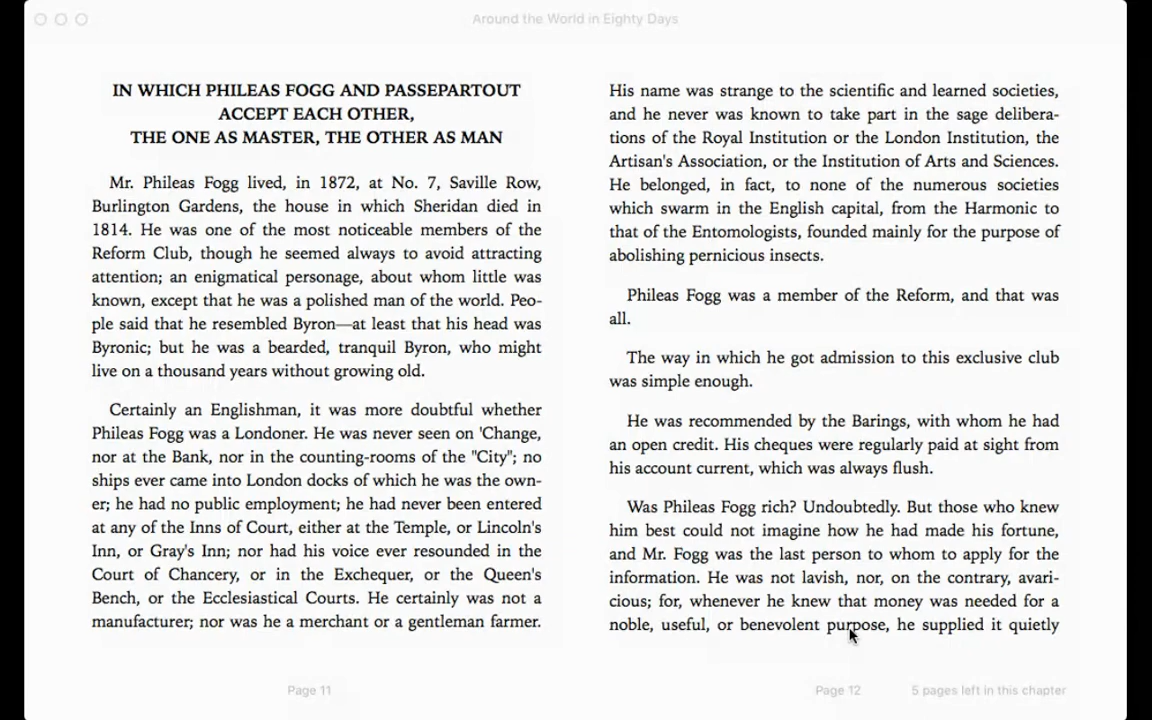 Around the World in Eighty Days
IN WHICH PHILEAS FOGG AND PASSEPARTOUT
ACCEPT EACH OTHER,
THE ONE AS MASTER, THE OTHER AS MAN
Mr. Phileas Fogg lived, in 1872, at No. 7, Saville Row,
Burlington Gardens, the house in which Sheridan died in
1814. He was one of the most noticeable members of the
Reform Club, though he seemed always to avoid attracting
attention; an enigmatical personage, about whom little was
known, except that he was a polished man of the world. Peo-
ple said that he resembled Byron—at least that his head was
Byronic; but he was a bearded, tranquil Byron, who might
live on a thousand years without growing old.
Certainly an Englishman, it was more doubtful whether
Phileas Fogg was a Londoner. He was never seen on 'Change,
nor at the Bank, nor in the counting-rooms of the "City"; no
ships ever came into London docks of which he was the own-
er; he had no public employment; he had never been entered
at any of the Inns of Court, either at the Temple, or Lincoln's
Inn, or Gray's Inn; nor had his voice ever resounded in the
Court of Chancery, or in the Exchequer, or the Queen's
Bench, or the Ecclesiastical Courts. He certainly was not a
manufacturer; nor was he a merchant or a gentleman farmer.
His name was strange to the scientific and learned societies,
and he never was known to take part in the sage delibera-
tions of the Royal Institution or the London Institution, the
Artisan's Association, or the Institution of Arts and Sciences.
He belonged, in fact, to none of the numerous societies
which swarm in the English capital, from the Harmonic to
that of the Entomologists, founded mainly for the purpose of
abolishing pernicious insects.
Phileas Fogg was a member of the Reform, and that was
all.
The way in which he got admission to this exclusive club
was simple enough.
He was recommended by the Barings, with whom he had
an open credit. His cheques were regularly paid at sight from
his account current, which was always flush.
Was Phileas Fogg rich? Undoubtedly. But those who knew
him best could not imagine how he had made his fortune,
and Mr. Fogg was the last person to whom to apply for the
information. He was not lavish, nor, on the contrary, avari-
cious; for, whenever he knew that money was needed for a
noble, useful, or benevolent purpose, he supplied it quietly
Page 11
Page 12
5 pages left in this chapter